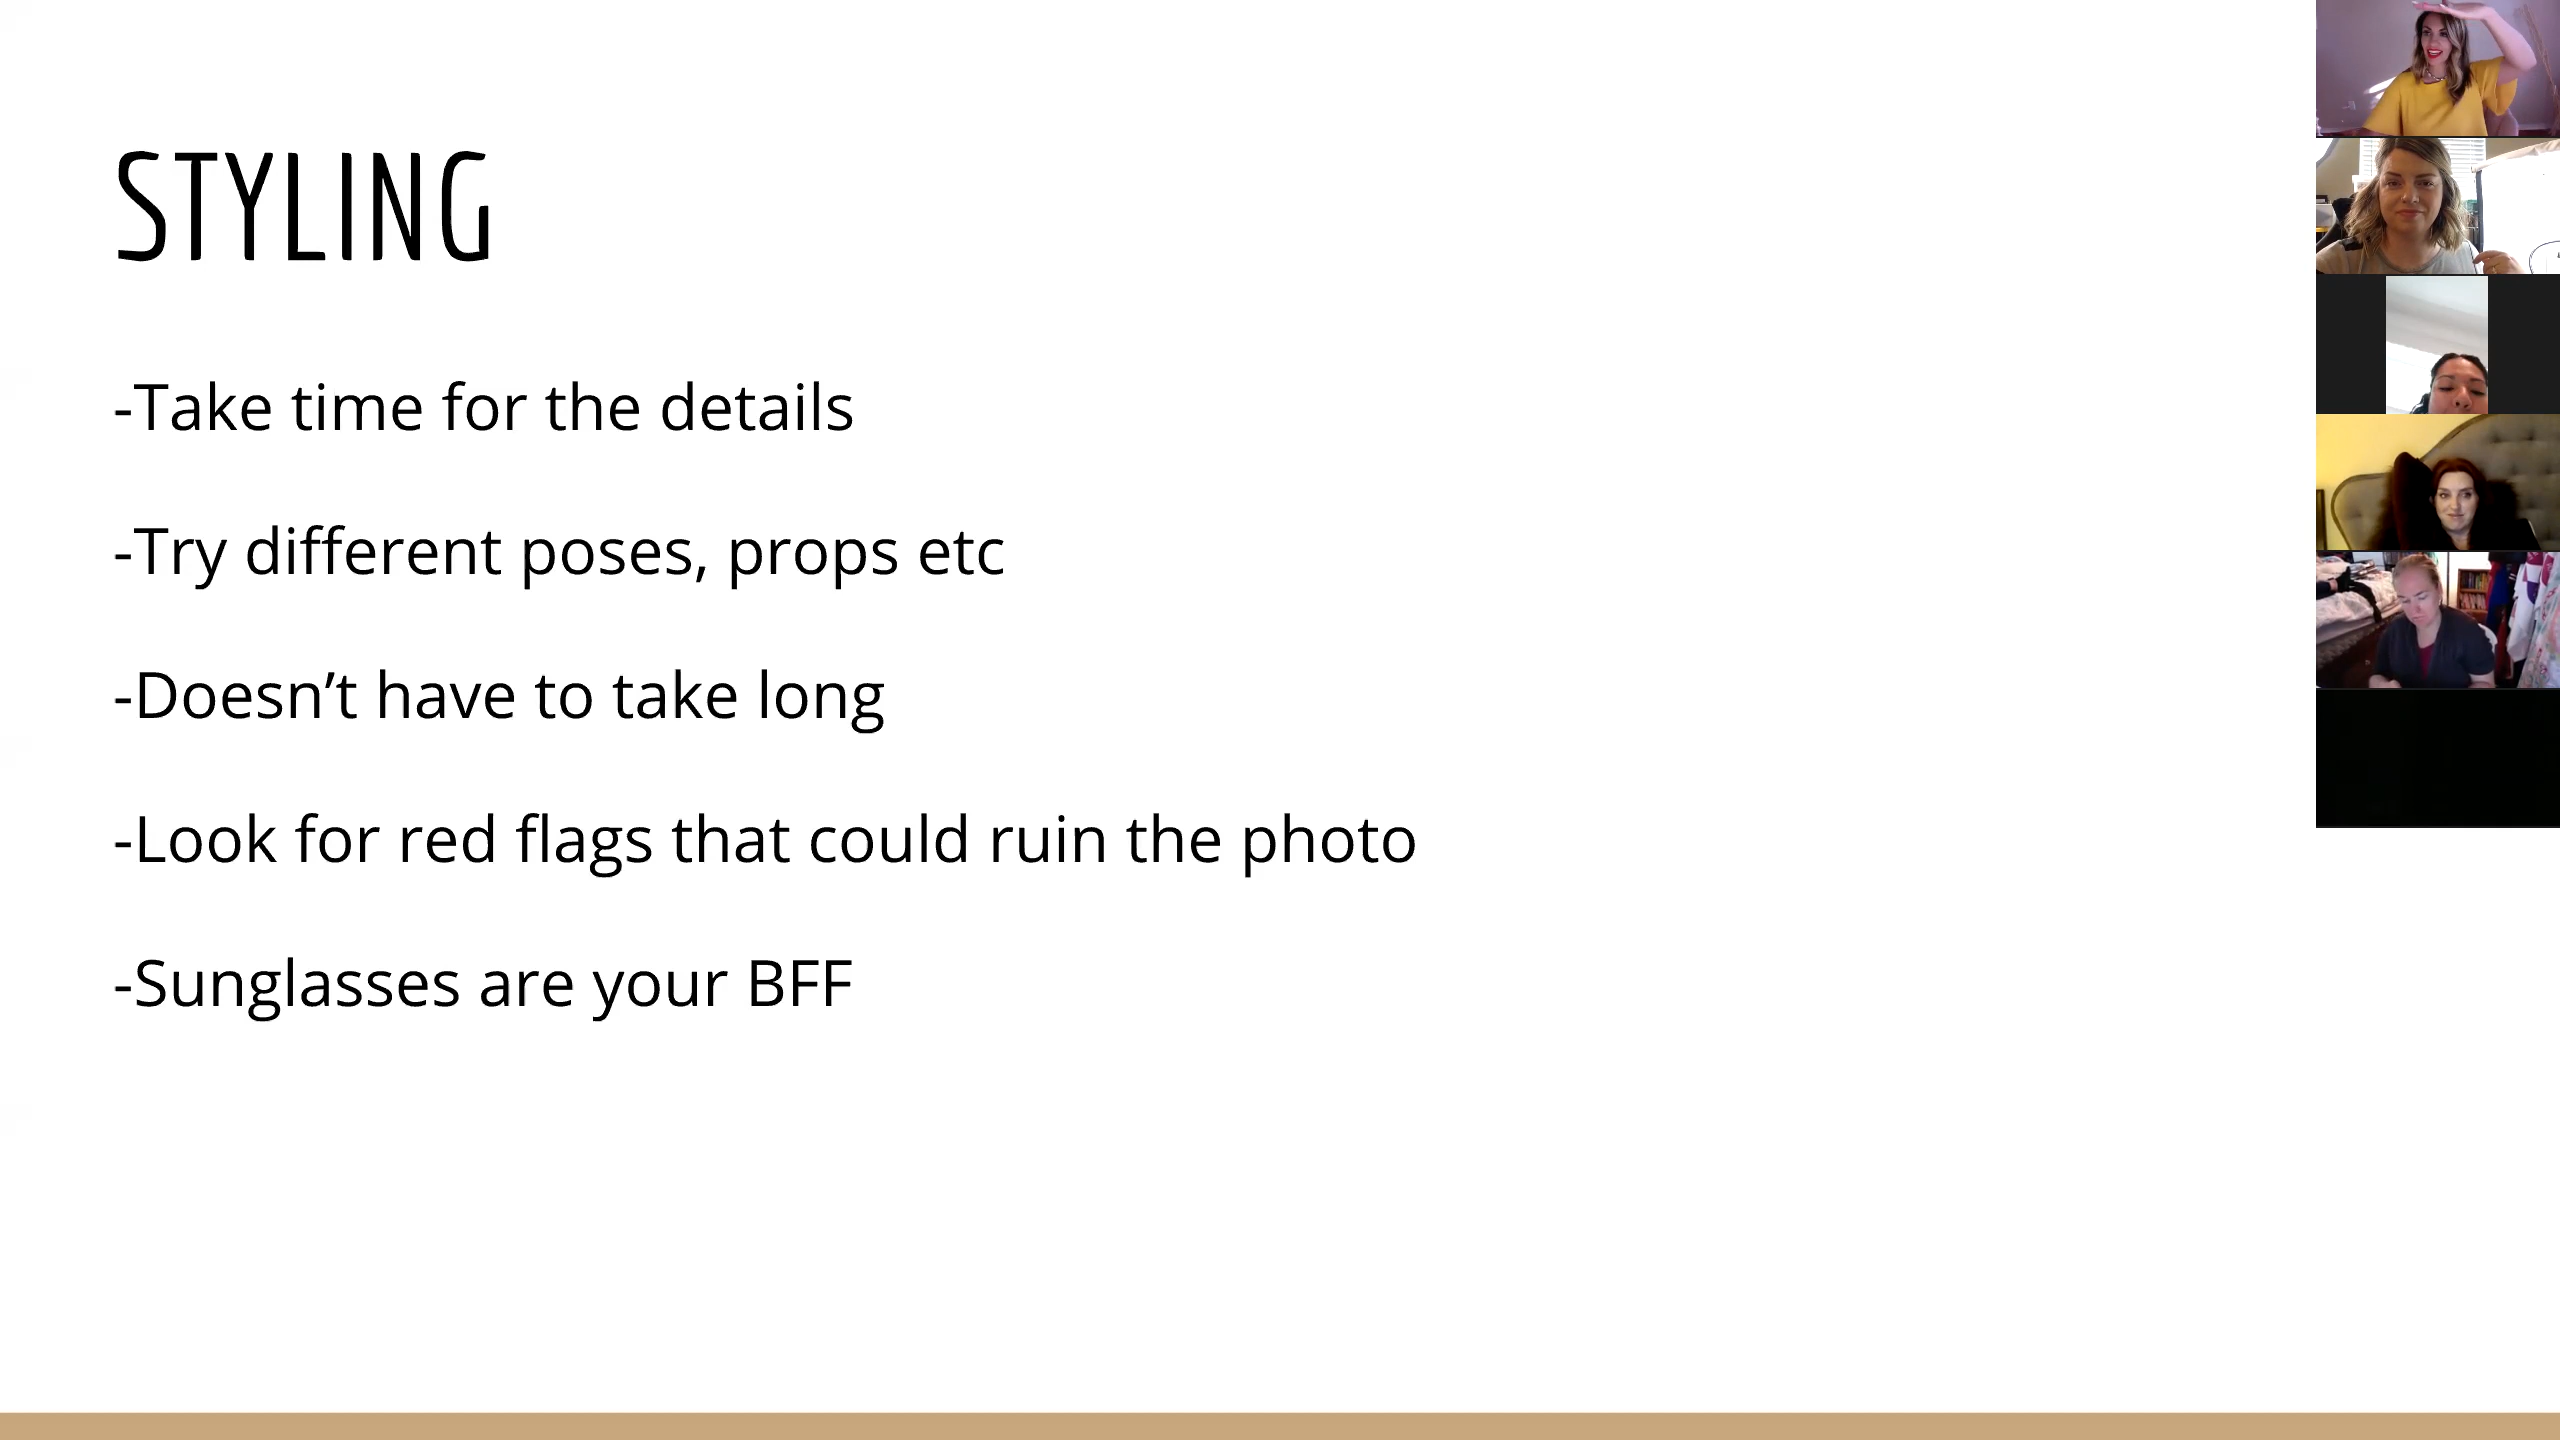 STYLING
-Take time for the details
-Try different poses, props etc
-Doesn’t have to take long
-Look for red flags that could ruin the photo
-Sunglasses are your BFF